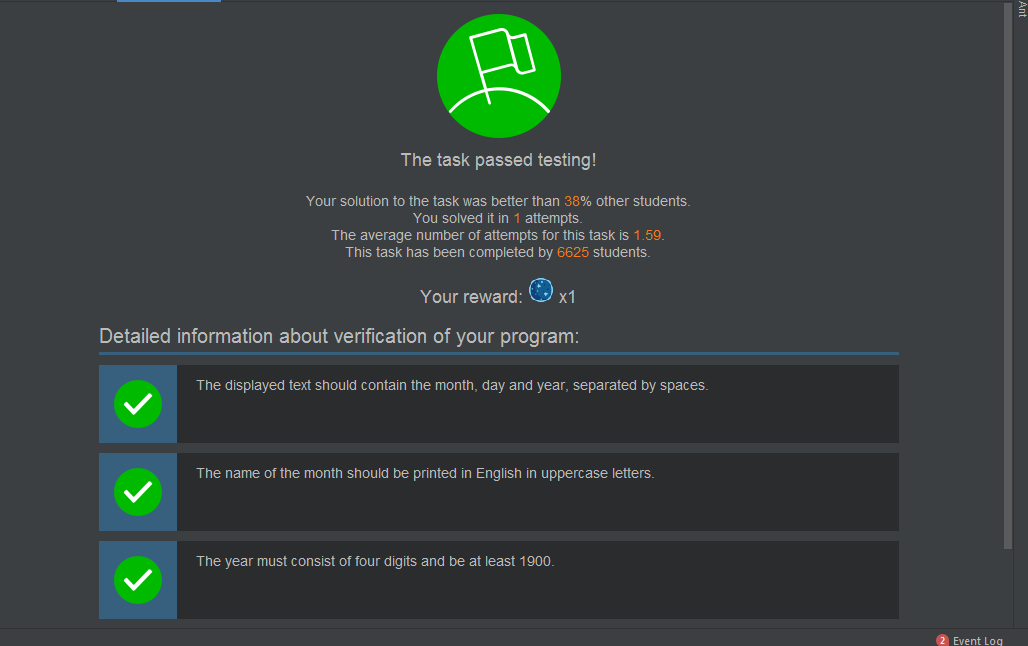 Ant
The task passed testing!
Your solution to the task was better than 38% other students.
You solved it in 1 attempts.
The average number of attempts for this task is 1.59.
This task has been completed by 6625 students.
Your reward: x1
Detailed information about verification of your program:
The displayed text should contain the month, day and year, separated by spaces.
The name of the month should be printed in English in uppercase letters.
The year must consist of four digits and be at least 1900.
2 Event Log